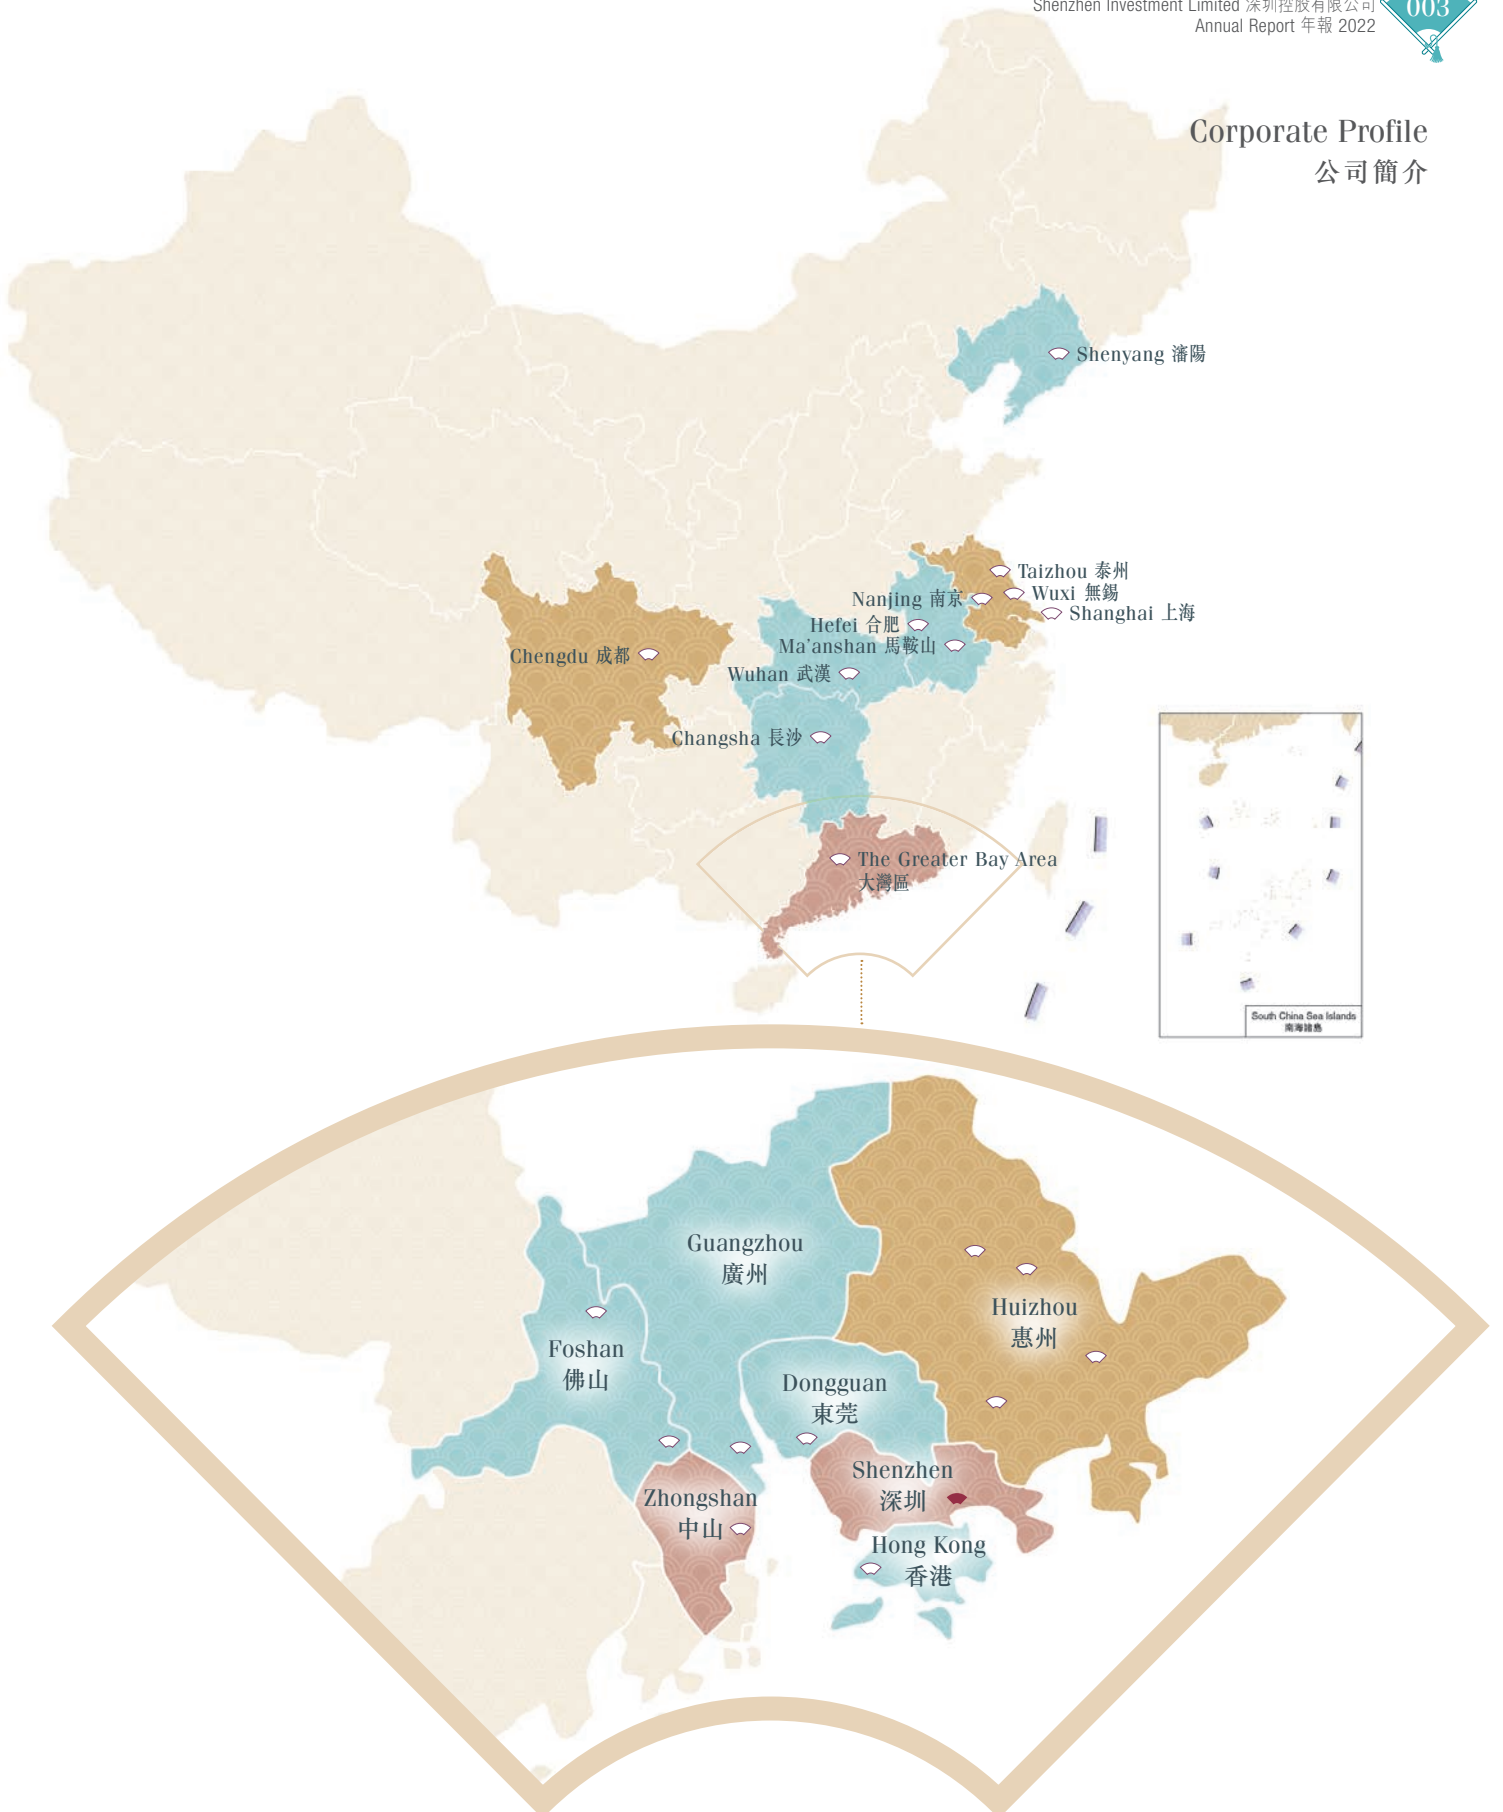 Shenzhen Investment Limited 深圳控股有限公司
Annual Report 年報 2022
003
Corporate Profile
公司簡介
Shenyang 瀋陽
Taizhou 泰州
Wuxi 無錫
Nanjing 南京
Shanghai 上海
Hefei 合肥
Ma'anshan 馬鞍山
Chengdu 成都
Wuhan 武漢
Changsha 長沙
The Greater Bay Area
大灣區
South China Sea Islands
南海諸島
Guangzhou
廣州
Huizhou
惠州
Foshan
佛山
Dongguan
東莞
Shenzhen
深圳
Zhongshan
中山
Hong Kong
香港